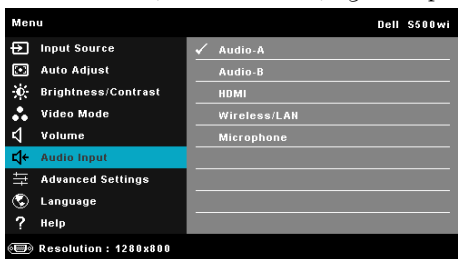 Menu Dell S500wi
Input Source
Auto Adjust
Brightness/Contrast
Video Mode
Volume
Audio Input
Advanced Settings
Language
? Help
Resolution : 1280x800
Audio-A
Audio-B
HDMI
Wireless/LAN
Microphone